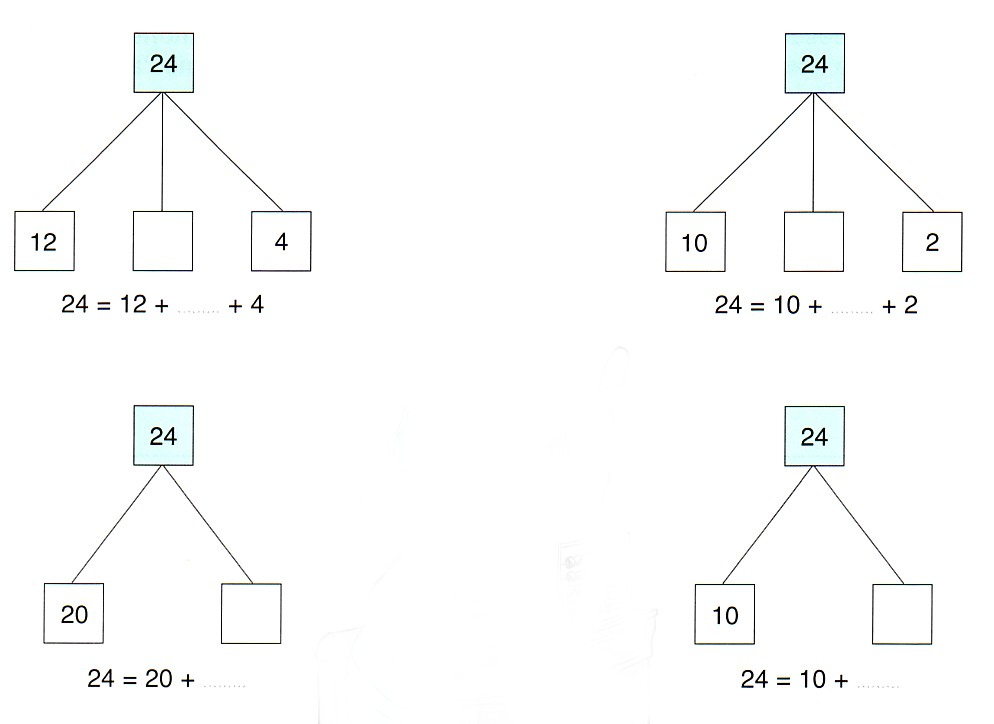 24
12 4
24 = 12 + ......... + 4
24
10 2
24 = 10 + ......... + 2
24
20
24 = 20 + .........
24
10
24 = 10 + .........